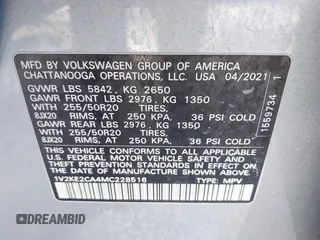 MFD BY VOLKSWAGEN GROUP OF AMERICA
CHATTANOOGA OPERATIONS, LLC. USA 04/2021
GVWR LBS 5842, KG 2650
GAWR FRONT LBS 2976, KG 1350
WITH 255/50R20 TIRES,
8JX20 RIMS, AT 250 KPA, 36 PSI COLD
GAWR REAR LBS 2976, KG 1350
WITH 255/50R20 TIRES,
8JX20 RIMS, AT 250 KPA, 36 PSI COLD
THIS VEHICLE CONFORMS TO ALL APPLICABLE
U.S. FEDERAL MOTOR VEHICLE SAFETY AND
THEFT PREVENTION STANDARDS IN EFFECT ON THE
DATE OF MANUFACTURE SHOWN ABOVE.
1V2KE2CA4MC228516 TYPE: MPV
1659734 1
© DREAMBID